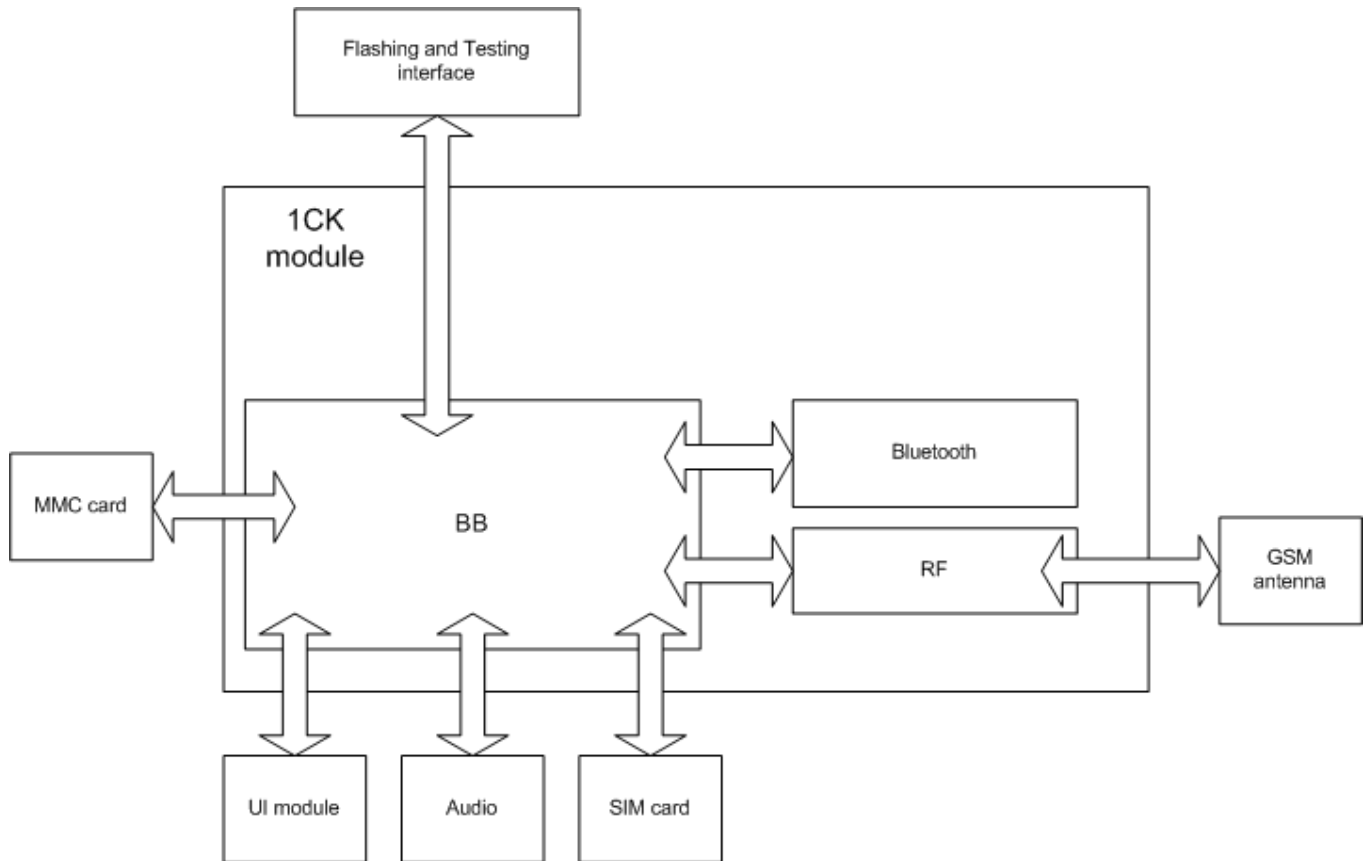 Flashing and Testing
interface
1CK
module
Bluetooth
MMC card
BB
RF
GSM
antenna
UI module
Audio
SIM card